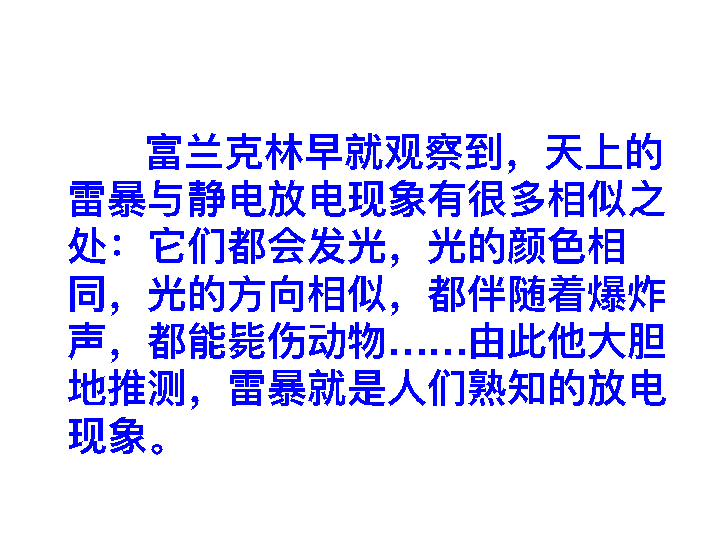 富兰克林早就观察到，天上的
雷暴与静电放电现象有很多相似之
处：它们都会发光，光的颜色相
同，光的方向相似，都伴随着爆炸
声，都能毙伤动物……由此他大胆
地推测，雷暴就是人们熟知的放电
现象。